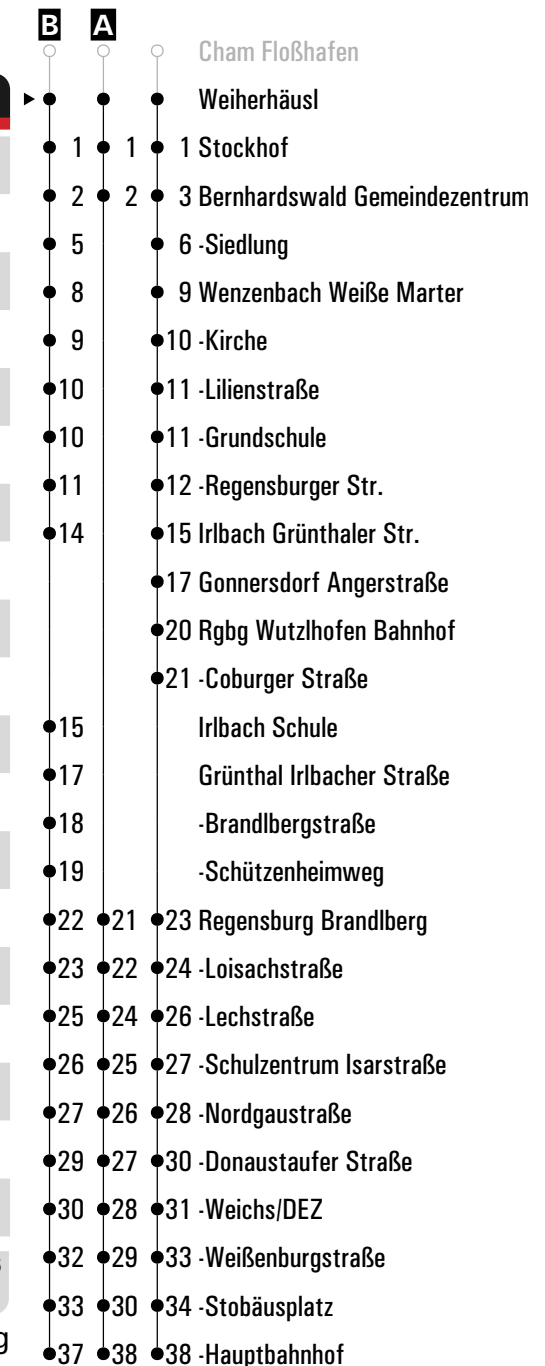 B A
Cham Floßhafen
Weiherhäusl
1 1 1 Stockhof
2 2 3 Bernhardswald Gemeindezentrum
5 6 -Siedlung
8 9 Wenzenbach Weiße Marter
9 10 -Kirche
10 11 -Lilienstraße
10 11 -Grundschule
11 12 -Regensburger Str.
14 15 Irlbach Grünthaler Str.
17 Gonnersdorf Angerstraße
20 Rgbg Wutzlhofen Bahnhof
21 -Coburger Straße
15 Irlbach Schule
17 Grünthal Irlbacher Straße
18 -Brandlbergstraße
19 -Schützenheimweg
22 21 23 Regensburg Brandlberg
23 22 24 -Loisachstraße
25 24 26 -Lechstraße
26 25 27 -Schulzentrum Isarstraße
27 26 28 -Nordgaustraße
29 27 30 -Donaustaufer Straße
30 28 31 -Weichs/DEZ
32 29 33 -Weißenburgstraße
33 30 34 -Stobäusplatz
37 38 38 -Hauptbahnhof